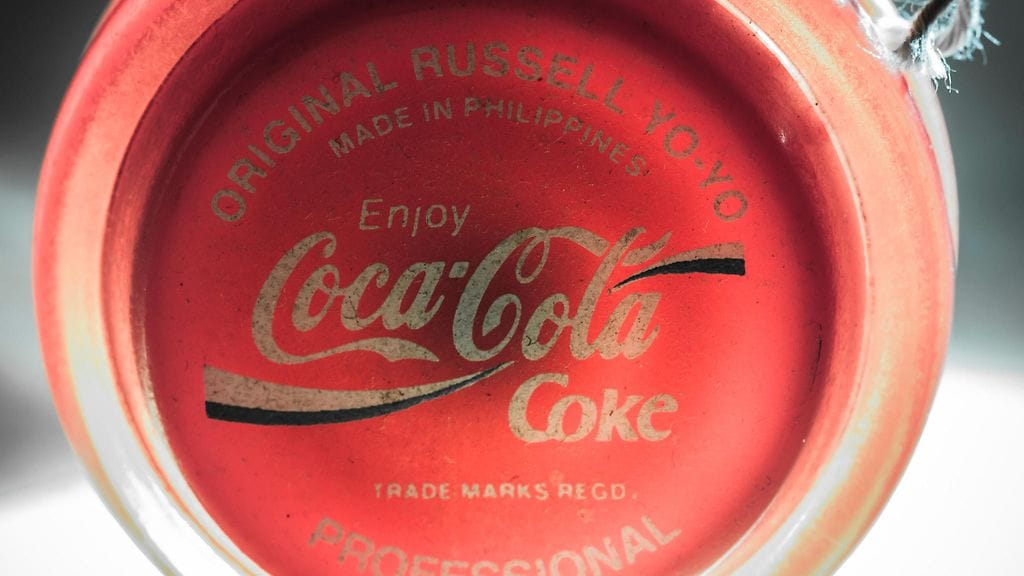 ORIGINAL RUSSELL YO-YO
MADE IN PHILIPPINES
Enjoy
Coca-Cola
Coke
TRADE MARKS REGD.
PROFESSIONAL